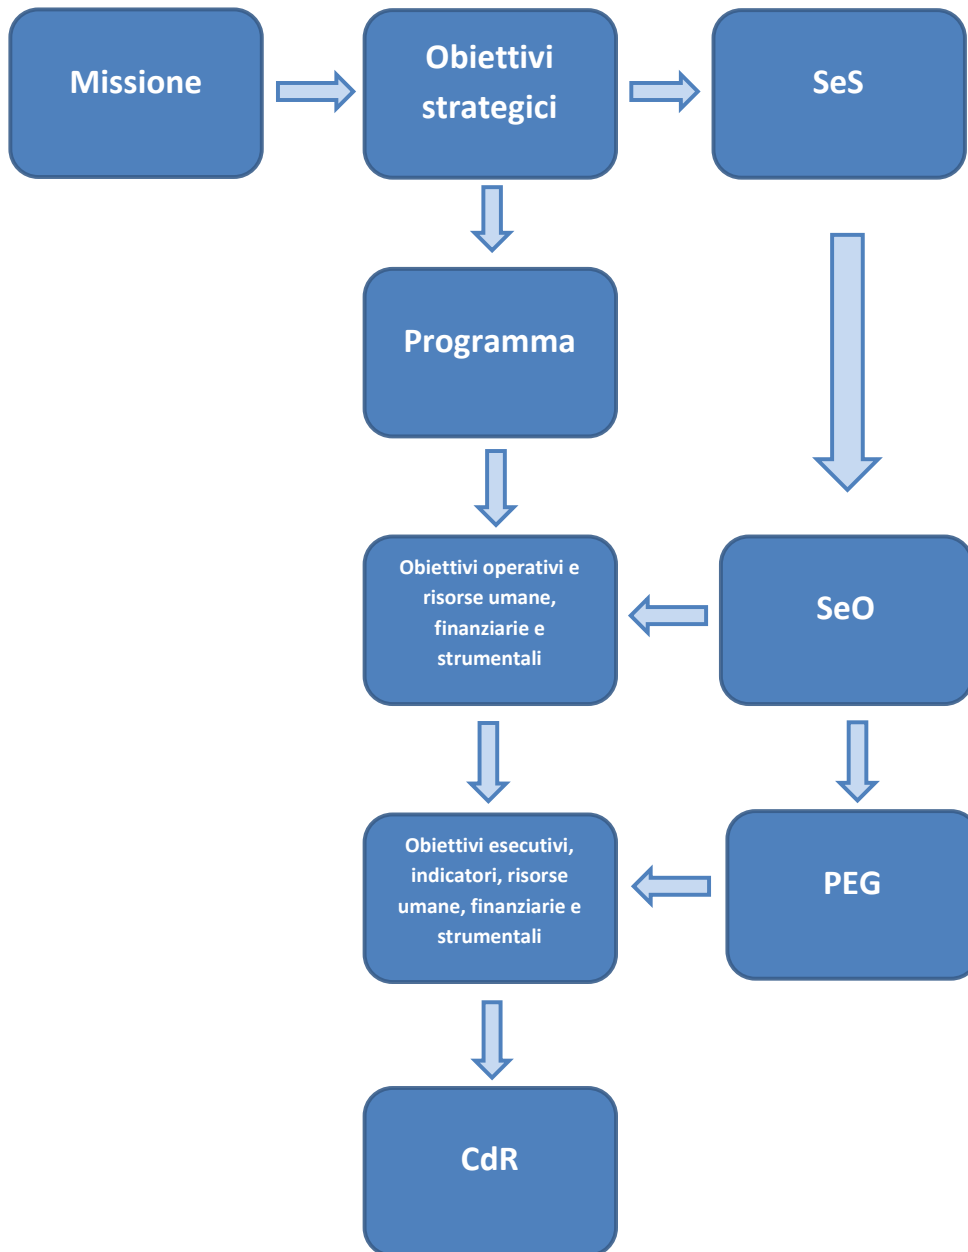 Missione
Obiettivi
strategici
SeS
Programma
Obiettivi operativi e
risorse umane,
finanziarie e
strumentali
SeO
Obiettivi esecutivi,
indicatori, risorse
umane, finanziarie e
strumentali
PEG
CdR